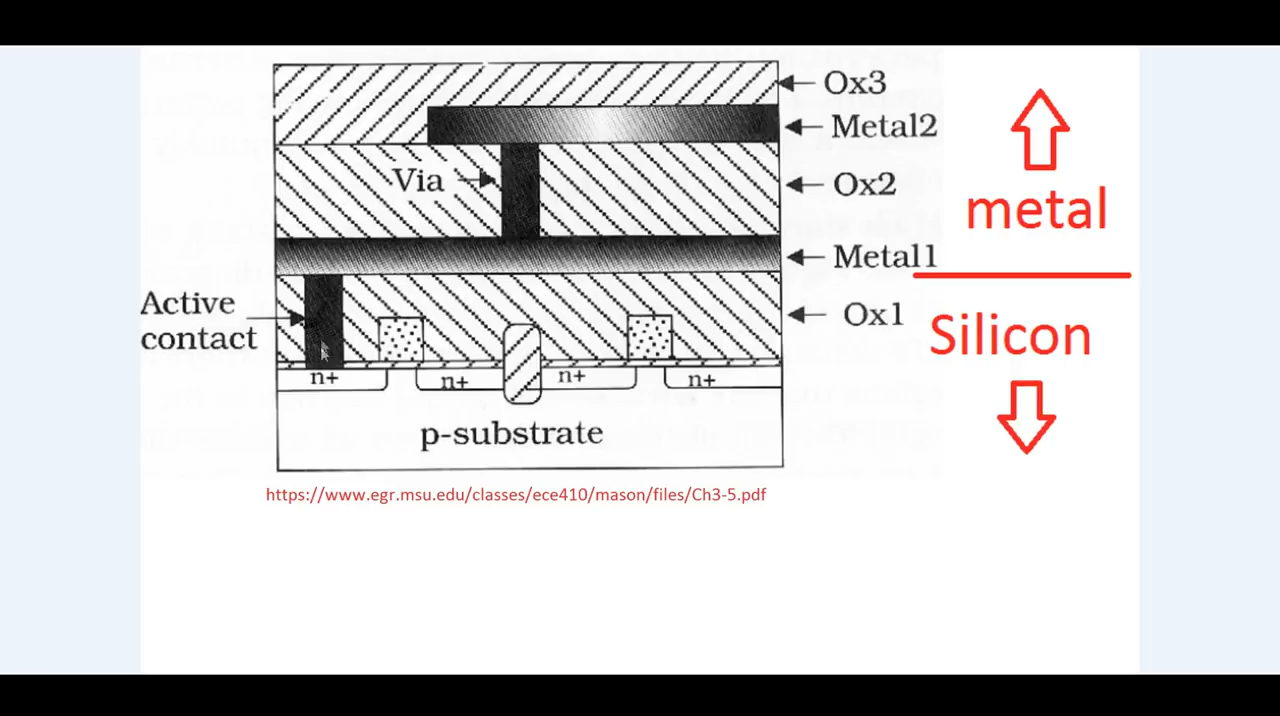 Ox3
Metal2
Via
Ox2
metal
Metal1
Active
contact
Ox1
Silicon
n+
n+
n+
n+
p-substrate
https://www.egr.msu.edu/classes/ece410/mason/files/Ch3-5.pdf